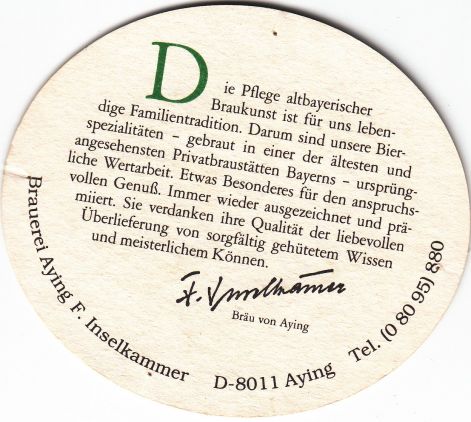 Die Pflege altbayerischer
Braukunst ist für uns leben-
dige Familientradition. Darum sind unsere Bier-
spezialitäten – gebraut in einer der ältesten und
angesehensten Privatbraustätten Bayerns – ursprüng-
liche Wertarbeit. Etwas Besonderes für den anspruchs-
vollen Genuß. Immer wieder ausgezeichnet und prä-
miiert. Sie verdanken ihre Qualität der liebevollen
Überlieferung von sorgfältig gehütetem Wissen
und meisterlichem Können.
F. Inselkammer
Bräu von Aying
Brauerei Aying F. Inselkammer D-8011 Aying Tel. (0 80 95) 880